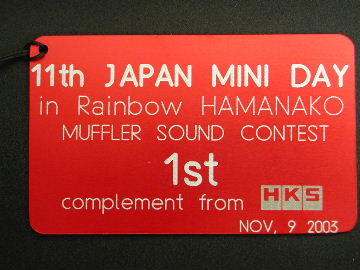 11th JAPAN MINI DAY
in Rainbow HAMANAKO
MUFFLER SOUND CONTEST
1st
complement from HKS
NOV, 9 2003